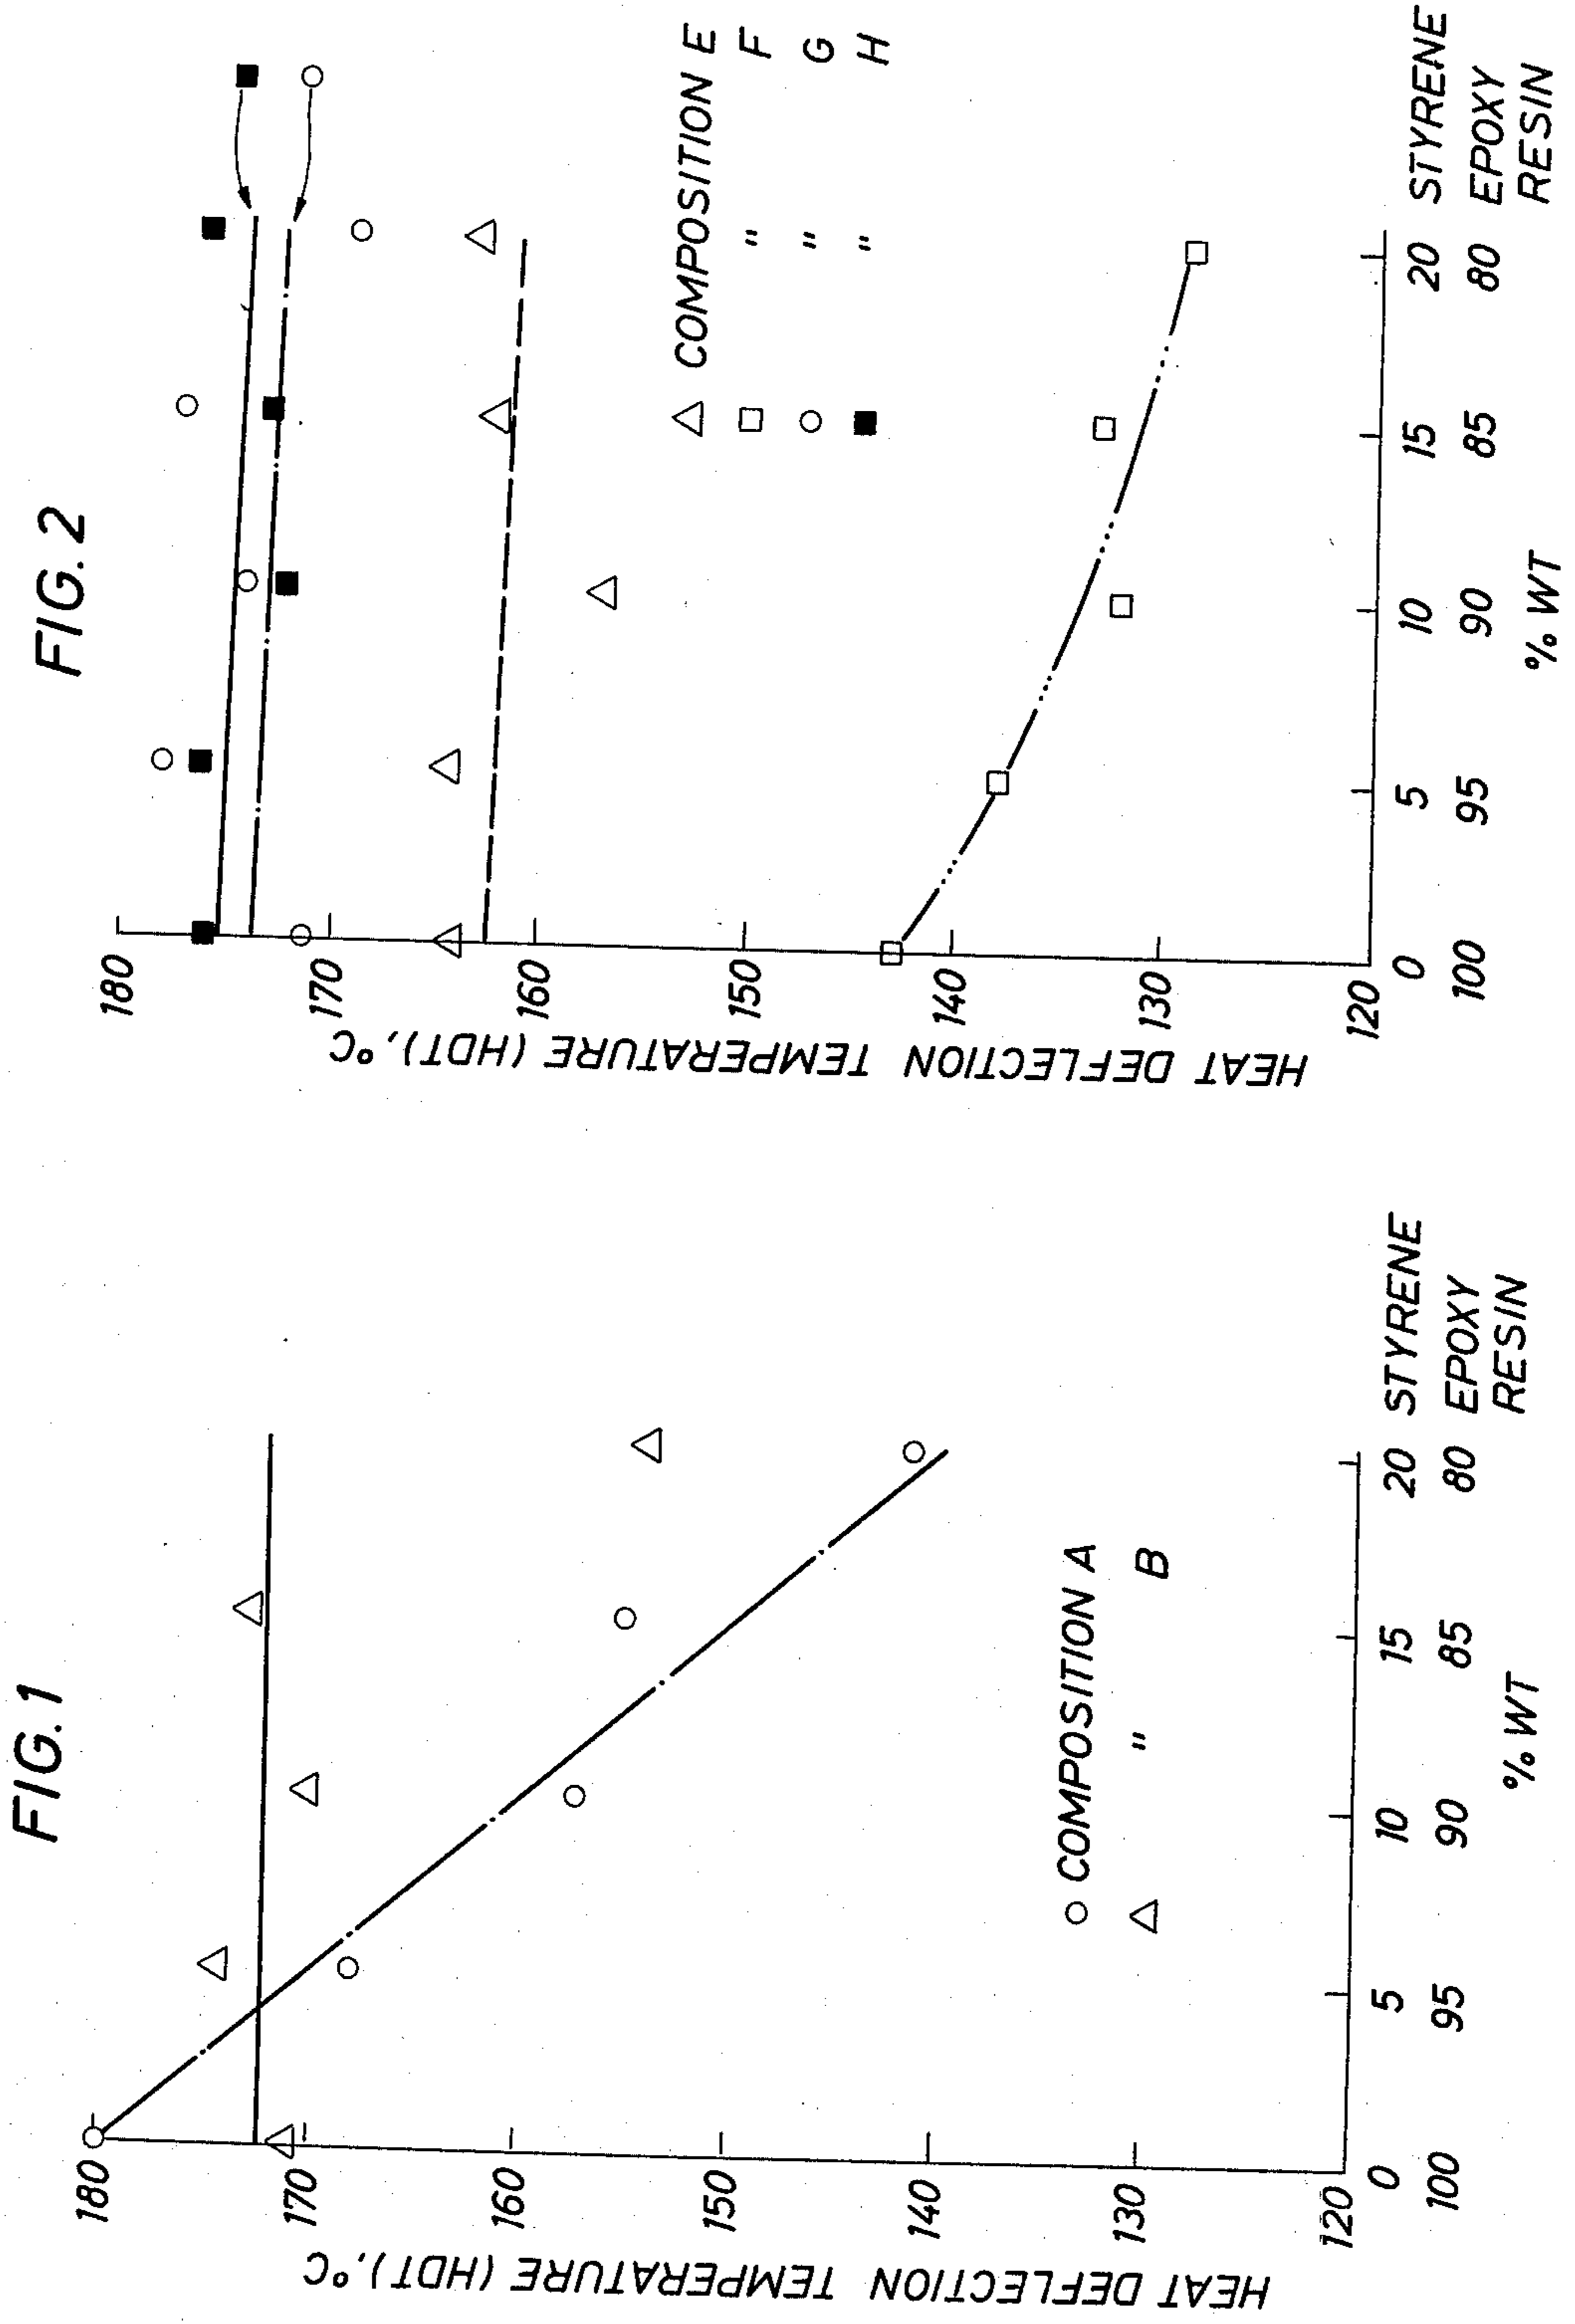 FIG. 1
HEAT DEFLECTION TEMPERATURE (HDT), °C
180
170
160
150
140
130
120
○ COMPOSITION A
△ " B
0 5 10 15 20 STYRENE
100 95 90 85 80 EPOXY
RESIN
% WT
FIG. 2
HEAT DEFLECTION TEMPERATURE (HDT), °C
180
170
160
150
140
130
120
△ COMPOSITION E
□ " F
○ " G
■ " H
0 5 10 15 20 STYRENE
100 95 90 85 80 EPOXY
RESIN
% WT